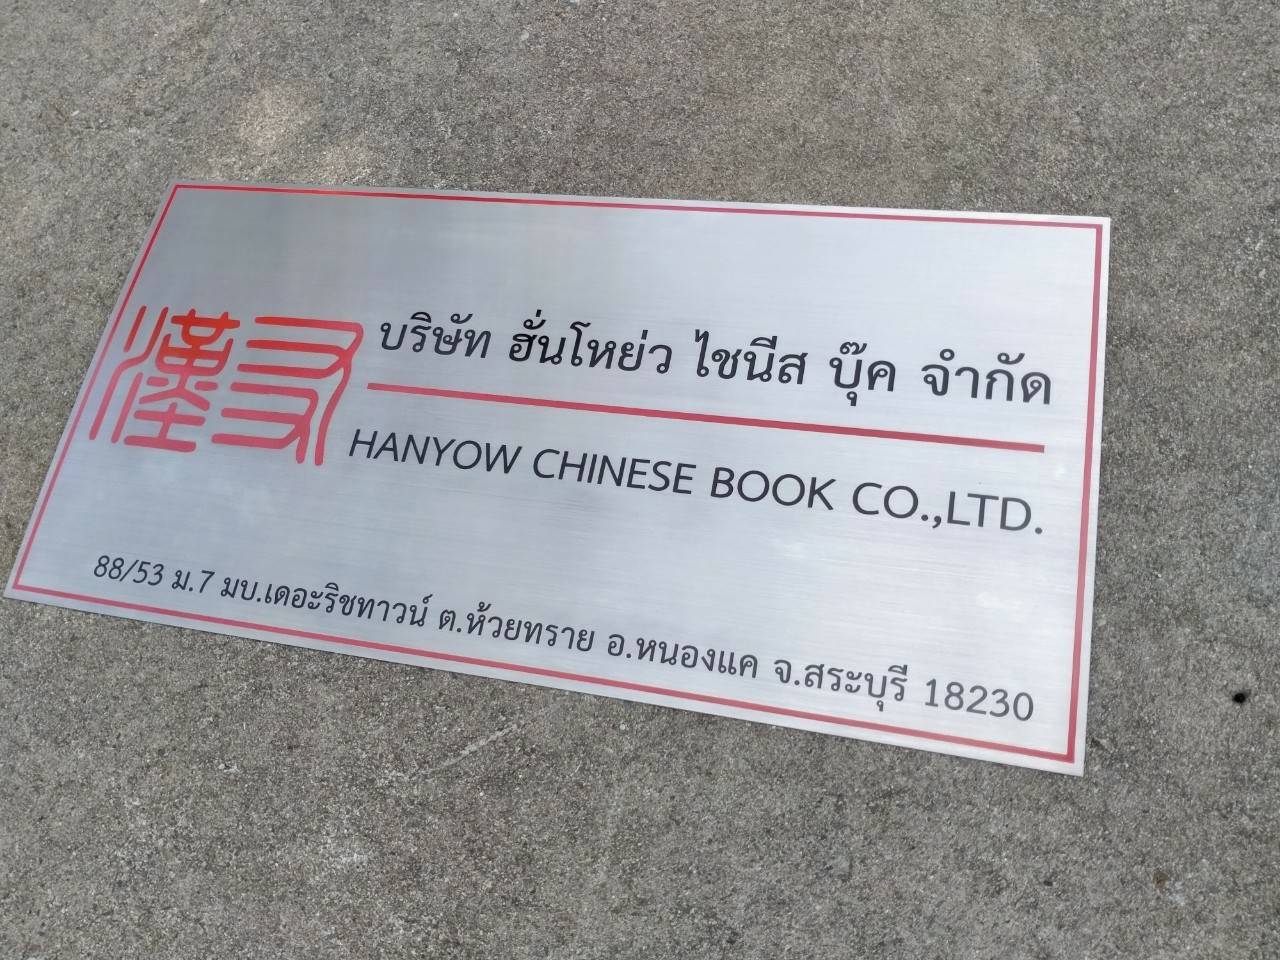 漢友
บริษัท ฮั่นโหย่ว ไชนีส บุ๊ค จำกัด
HANYOW CHINESE BOOK CO.,LTD.
88/53 ม.7 มบ.เดอะริชทาวน์ ต.ห้วยทราย อ.หนองแค จ.สระบุรี 18230